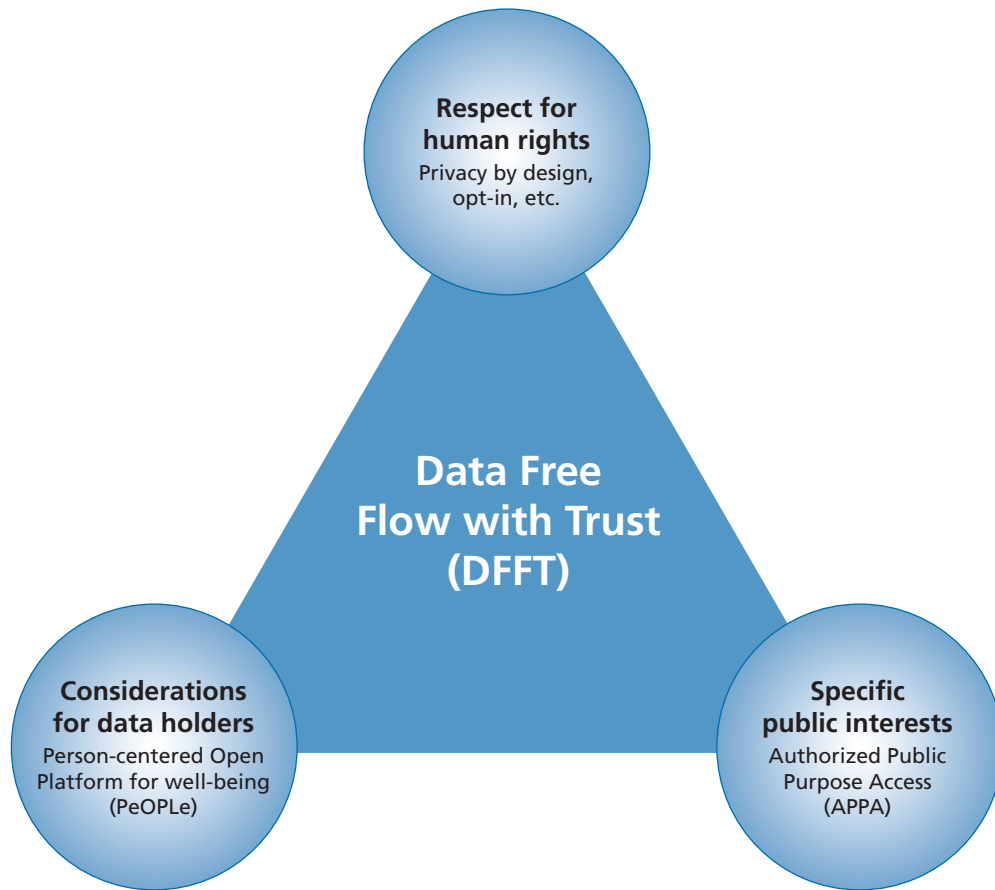 Respect for
human rights
Privacy by design,
opt-in, etc.
Data Free
Flow with Trust
(DFFT)
Considerations
for data holders
Person-centered Open
Platform for well-being
(PeOPLe)
Specific
public interests
Authorized Public
Purpose Access
(APPA)